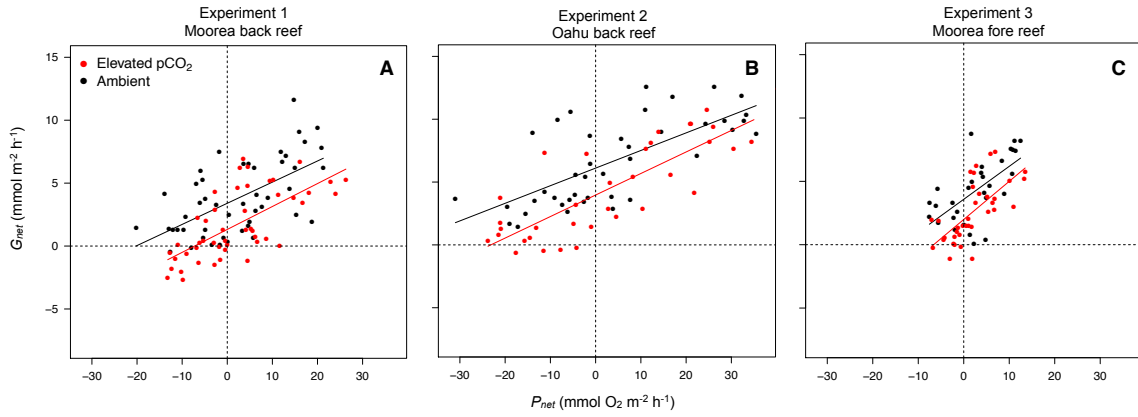 Experiment 1
Moorea back reef
Experiment 2
Oahu back reef
Experiment 3
Moorea fore reef
15
10
5
0
−5
Gnet (mmol m-2 h-1)
Elevated pCO2
Ambient
A
B
C
−30 −20 −10 0 10 20 30
−30 −20 −10 0 10 20 30
−30 −20 −10 0 10 20 30
Pnet (mmol O2 m-2 h-1)